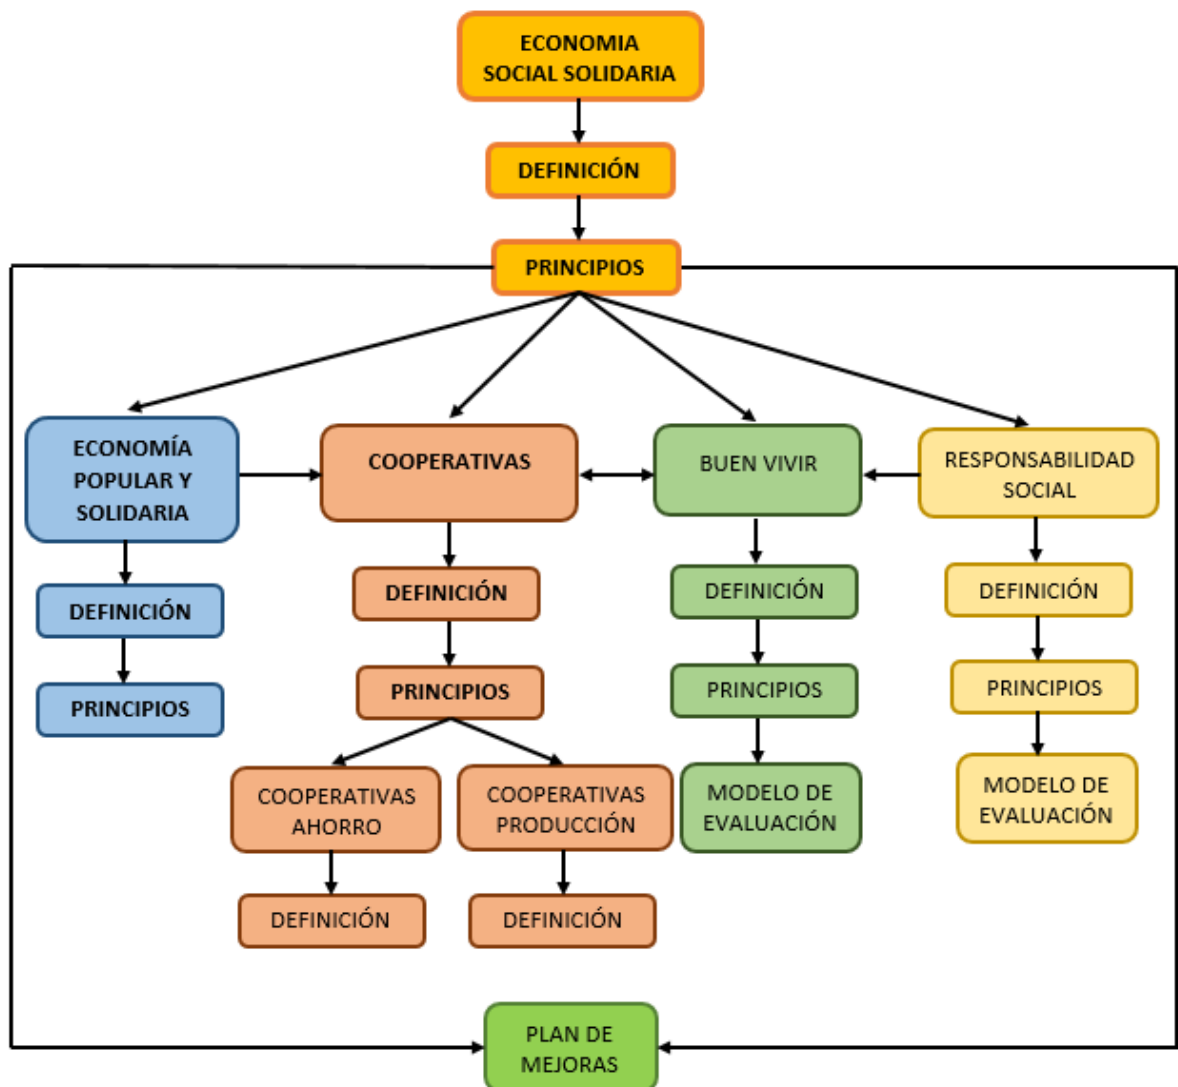 ECONOMIA
SOCIAL SOLIDARIA
DEFINICIÓN
PRINCIPIOS
ECONOMÍA
POPULAR Y
SOLIDARIA
DEFINICIÓN
PRINCIPIOS
COOPERATIVAS
DEFINICIÓN
PRINCIPIOS
COOPERATIVAS
AHORRO
DEFINICIÓN
COOPERATIVAS
PRODUCCIÓN
DEFINICIÓN
BUEN VIVIR
DEFINICIÓN
PRINCIPIOS
MODELO DE
EVALUACIÓN
RESPONSABILIDAD
SOCIAL
DEFINICIÓN
PRINCIPIOS
MODELO DE
EVALUACIÓN
PLAN DE
MEJORAS